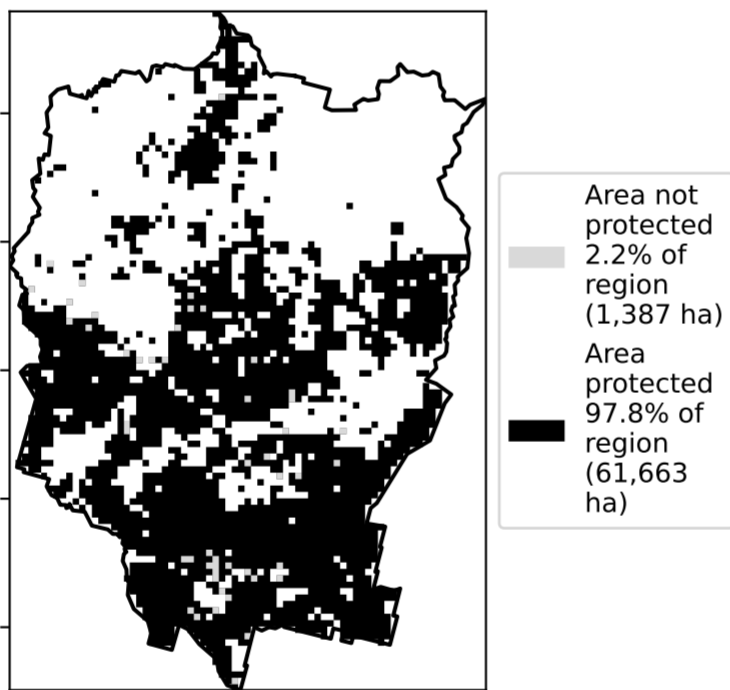 Area not
protected
2.2% of
region
(1,387 ha)
Area
protected
97.8% of
region
(61,663
ha)